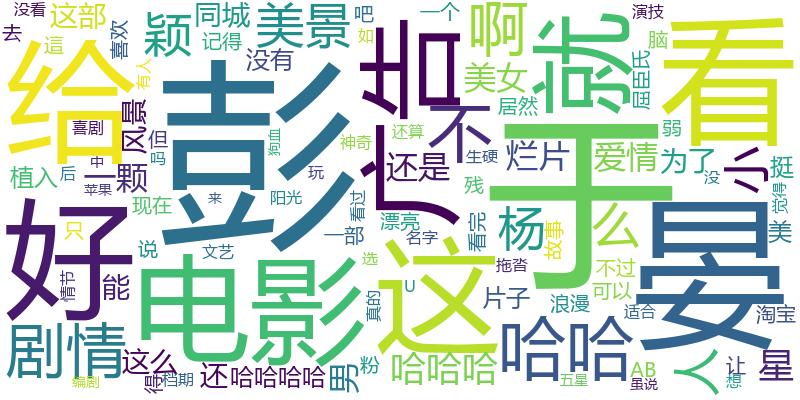 没看
这部
去
喜欢
颖
同城
记得
没有
美景
吧
如
這
一个
啊
就
演技
脑
看
给
彭
广告
美女
居然
屈臣氏
弱
有人
风景
喜剧
但
吗
狗血
神奇
还算
不
生硬
烂片
爱情
为了
没
小
挺
觉得
植入
后
中
苹果
一颗
还是
于
残
玩
阳光
看过
来
现在
只
好
说
文艺
一部
漂亮
名字
看完
杨
故事
么
美
晏
情节
能
电影
真的
选
U
这
拖沓
片子
浪漫
不过
可以
适合
淘宝
剧情
这么
得
档期
还
哈哈哈哈
男
粉
哈哈哈
哈哈
五星
AB
虽说
人
让
想
星
编剧